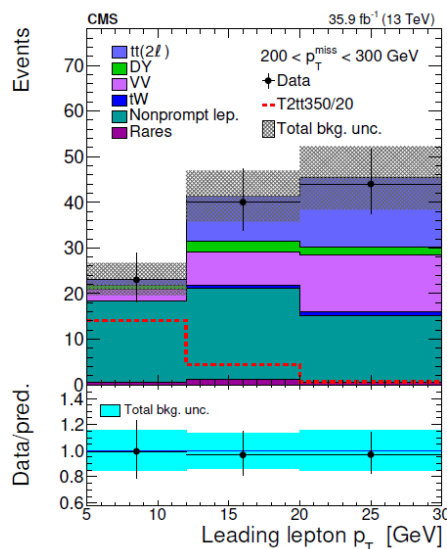 CMS 35.9 fb⁻¹ (13 TeV)
Events
tt(2ℓ)
DY
VV
tW
Nonprompt lep.
Rares
200 < p_T^miss < 300 GeV
Data
T2tt350/20
Total bkg. unc.
70
60
50
40
30
20
10
0
Data/pred.
Total bkg. unc.
1.4
1.2
1.0
0.8
0.6
5 10 15 20 25 30
Leading lepton p_T [GeV]